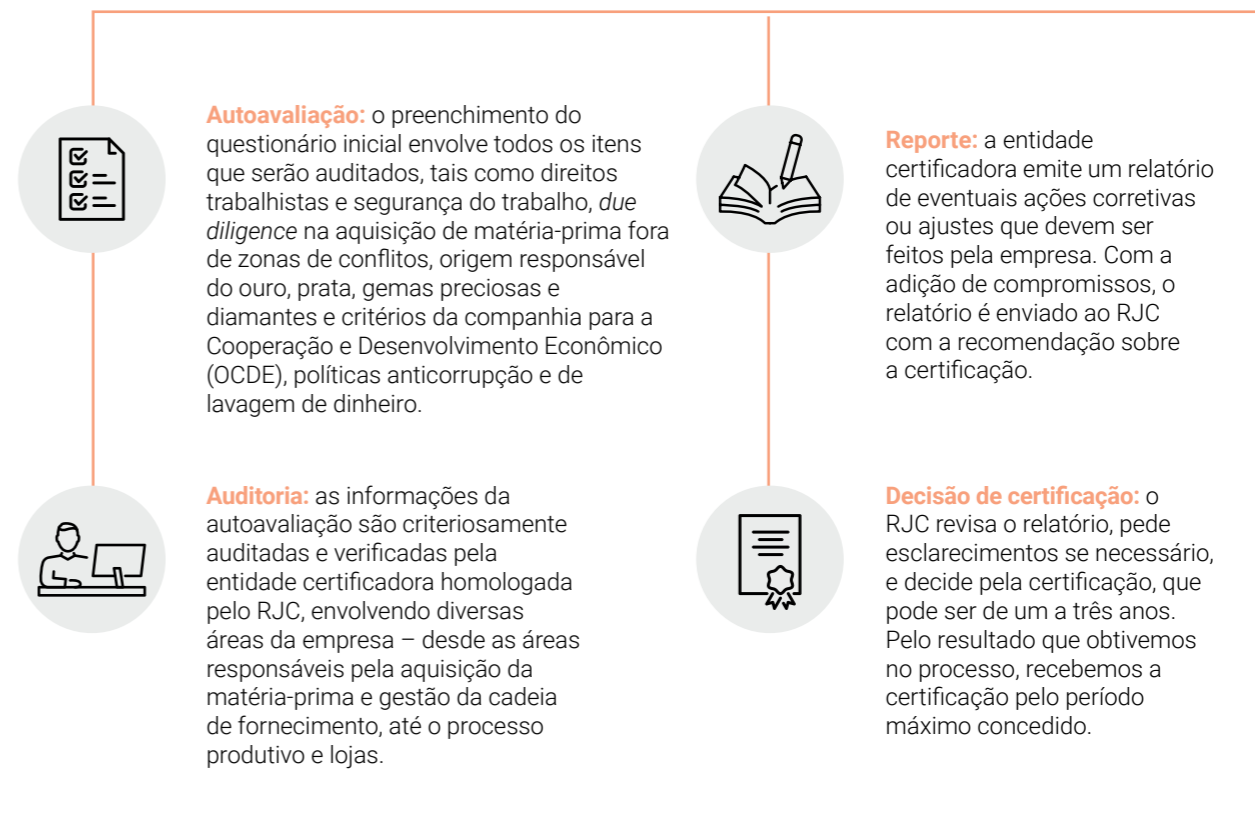 Autoavaliação: o preenchimento do
questionário inicial envolve todos os itens
que serão auditados, tais como direitos
trabalhistas e segurança do trabalho, due
diligence na aquisição de matéria-prima fora
de zonas de conflitos, origem responsável
do ouro, prata, gemas preciosas e
diamantes e critérios da companhia para a
Cooperação e Desenvolvimento Econômico
(OCDE), políticas anticorrupção e de
lavagem de dinheiro.
Auditoria: as informações da
autoavaliação são criteriosamente
auditadas e verificadas pela
entidade certificadora homologada
pelo RJC, envolvendo diversas
áreas da empresa – desde as áreas
responsáveis pela aquisição da
matéria-prima e gestão da cadeia
de fornecimento, até o processo
produtivo e lojas.
Reporte: a entidade
certificadora emite um relatório
de eventuais ações corretivas
ou ajustes que devem ser
feitos pela empresa. Com a
adição de compromissos, o
relatório é enviado ao RJC
com a recomendação sobre
a certificação.
Decisão de certificação: o
RJC revisa o relatório, pede
esclarecimentos se necessário,
e decide pela certificação, que
pode ser de um a três anos.
Pelo resultado que obtivemos
no processo, recebemos a
certificação pelo período
máximo concedido.